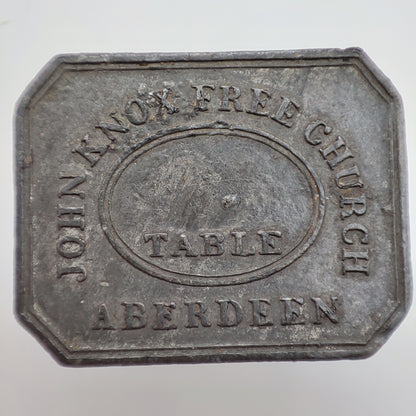 JOHN KNOX FREE CHURCH
TABLE
ABERDEEN